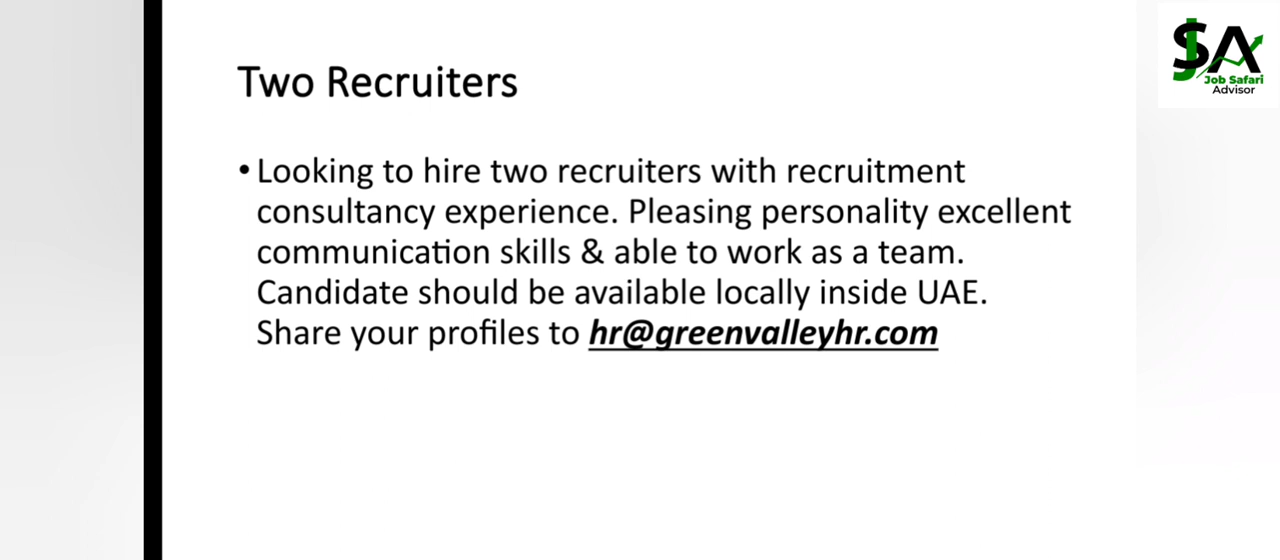 Two Recruiters
• Looking to hire two recruiters with recruitment
consultancy experience. Pleasing personality excellent
communication skills & able to work as a team.
Candidate should be available locally inside UAE.
Share your profiles to hr@greenvalleyhr.com
SJA
Job Safari
Advisor